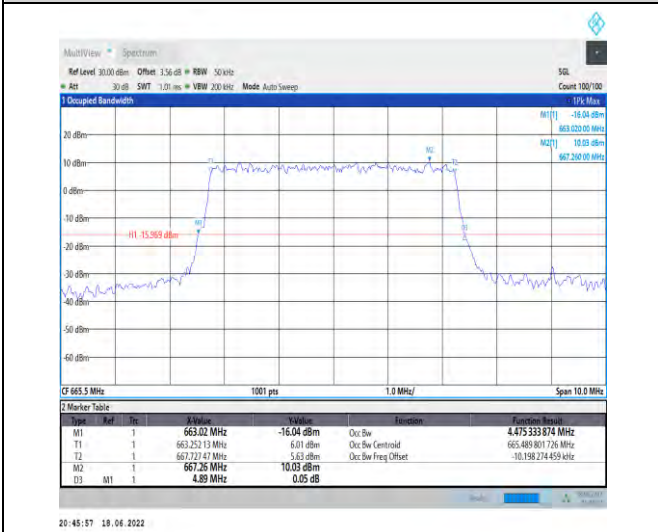 MultiView Spectrum
Ref Level 30.00 dBm Offset 3.56 dB RBW 50 kHz SGL
Att 30 dB SWT 1.01 ms VBW 200 kHz Mode Auto Sweep Count 100/100
1 Occupied Bandwidth 1Pk Max
M1[1] -16.04 dBm
663.020 00 MHz
20 dBm
M2[1] 10.03 dBm
667.260 00 MHz
M2
T1
T2
10 dBm
0 dBm
-10 dBm
H1 -15.969 dBm
-20 dBm
-30 dBm
-40 dBm
-50 dBm
-60 dBm
CF 665.5 MHz 1001 pts 1.0 MHz/ Span 10.0 MHz
2 Marker Table
Type Ref Trc X-Value Y-Value Function Function Result
M1 1 663.02 MHz -16.04 dBm Occ Bw 4.475 333 874 MHz
T1 1 663.252 13 MHz 6.01 dBm Occ Bw Centroid 665.489 801 726 MHz
T2 1 667.727 47 MHz 5.63 dBm Occ Bw Freq Offset -10.198 274 459 kHz
M2 1 667.26 MHz 10.03 dBm
D3 M1 1 4.89 MHz 0.05 dB
20:45:57 18.06.2022